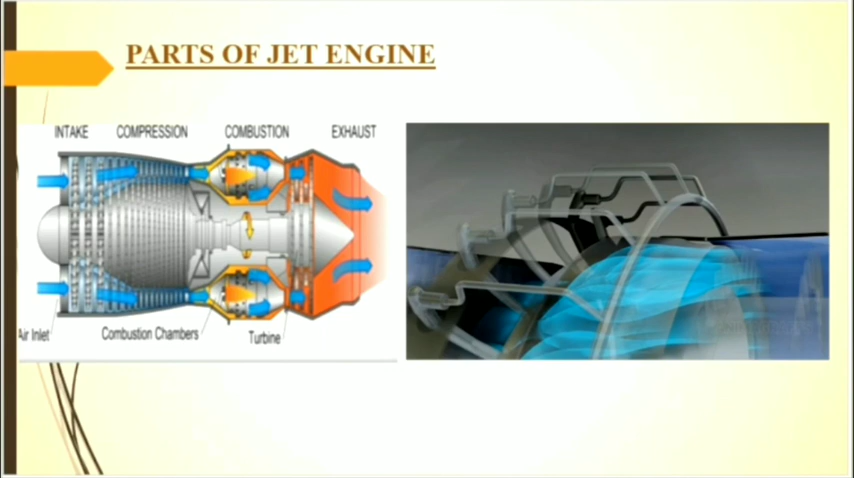 PARTS OF JET ENGINE
INTAKE COMPRESSION COMBUSTION EXHAUST
Air Inlet Combustion Chambers Turbine